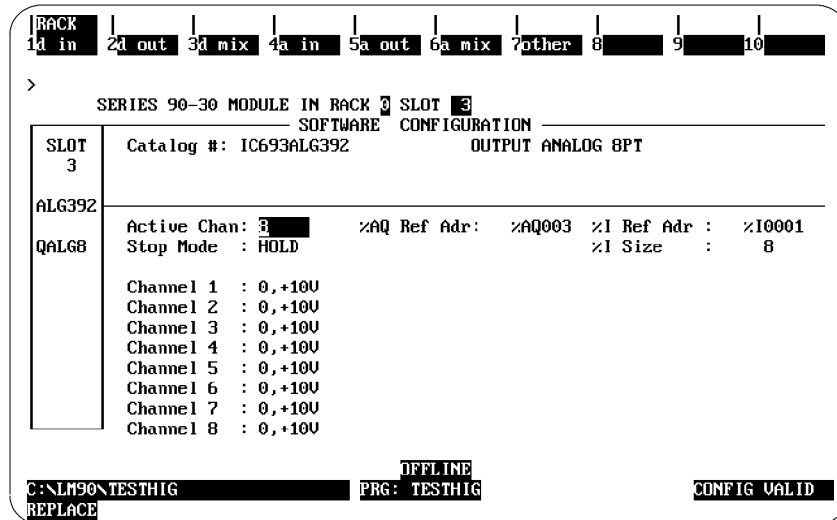 RACK
1d in 2d out 3d mix 4a in 5a out 6a mix 7other 8 9 10
>
SERIES 90-30 MODULE IN RACK 0 SLOT 3
SOFTWARE CONFIGURATION
SLOT Catalog #: IC693ALG392 OUTPUT ANALOG 8PT
3
ALG392
Active Chan: 8 %AQ Ref Adr: %AQ003 %I Ref Adr : %I0001
QALG8 Stop Mode : HOLD %I Size : 8
Channel 1 : 0,+10V
Channel 2 : 0,+10V
Channel 3 : 0,+10V
Channel 4 : 0,+10V
Channel 5 : 0,+10V
Channel 6 : 0,+10V
Channel 7 : 0,+10V
Channel 8 : 0,+10V
OFFLINE
C:\LM90\TESTHIG PRG: TESTHIG CONFIG VALID
REPLACE